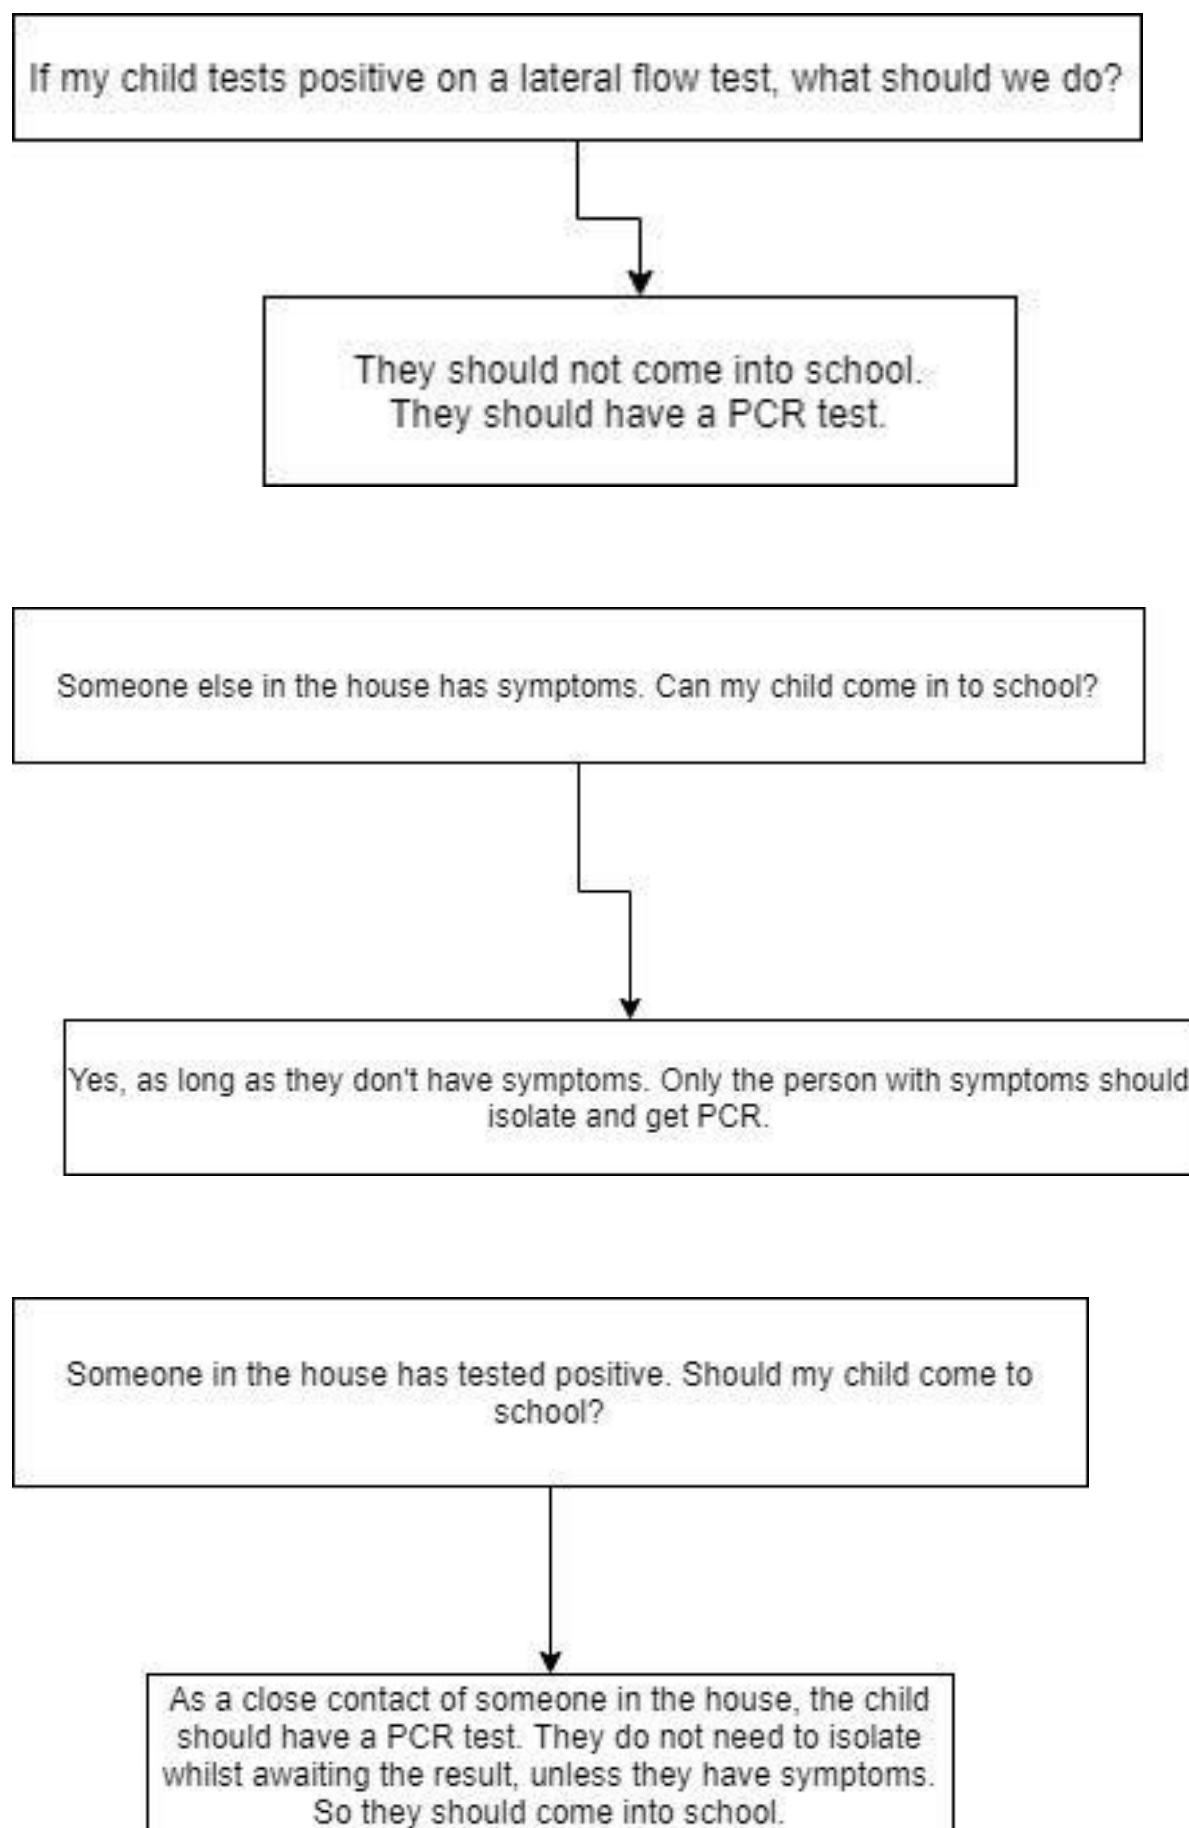 If my child tests positive on a lateral flow test, what should we do?
They should not come into school.
They should have a PCR test.
Someone else in the house has symptoms. Can my child come in to school?
Yes, as long as they don't have symptoms. Only the person with symptoms should
isolate and get PCR.
Someone in the house has tested positive. Should my child come to
school?
As a close contact of someone in the house, the child
should have a PCR test. They do not need to isolate
whilst awaiting the result, unless they have symptoms.
So they should come into school.